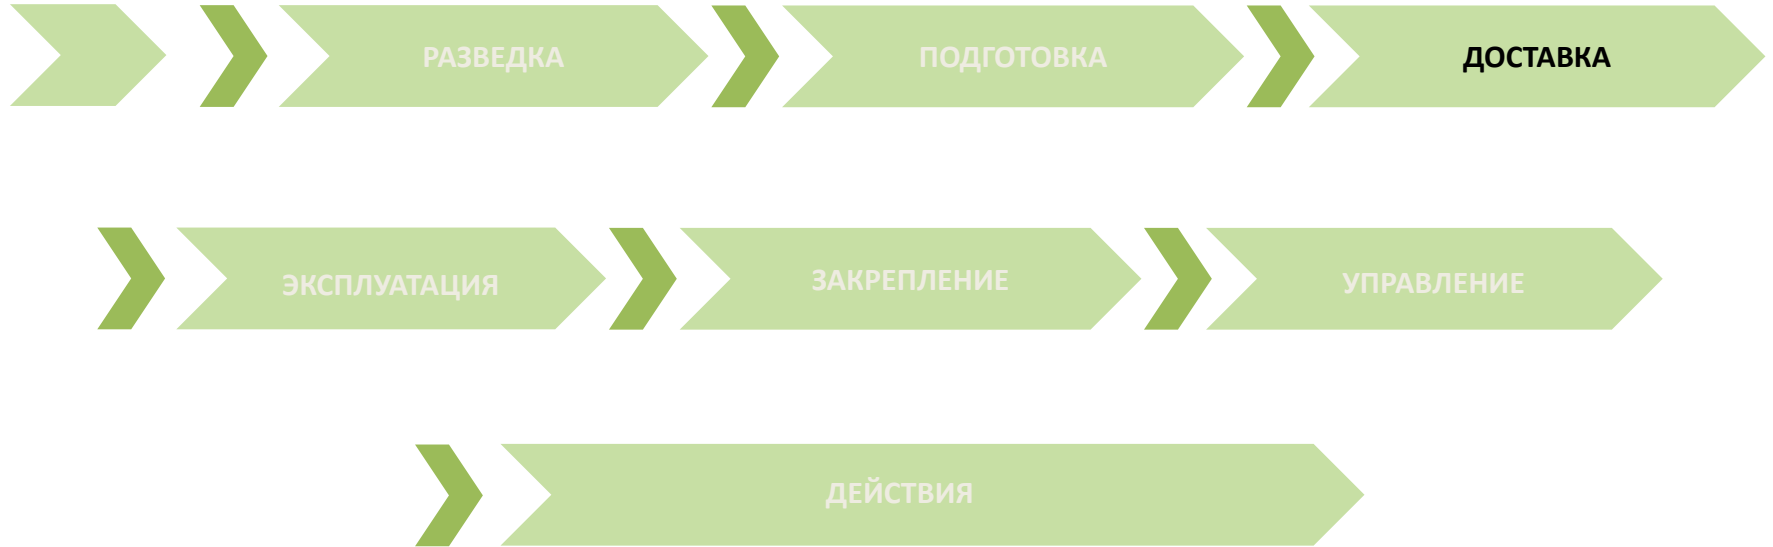 РАЗВЕДКА
ПОДГОТОВКА
ДОСТАВКА
ЭКСПЛУАТАЦИЯ
ЗАКРЕПЛЕНИЕ
УПРАВЛЕНИЕ
ДЕЙСТВИЯ